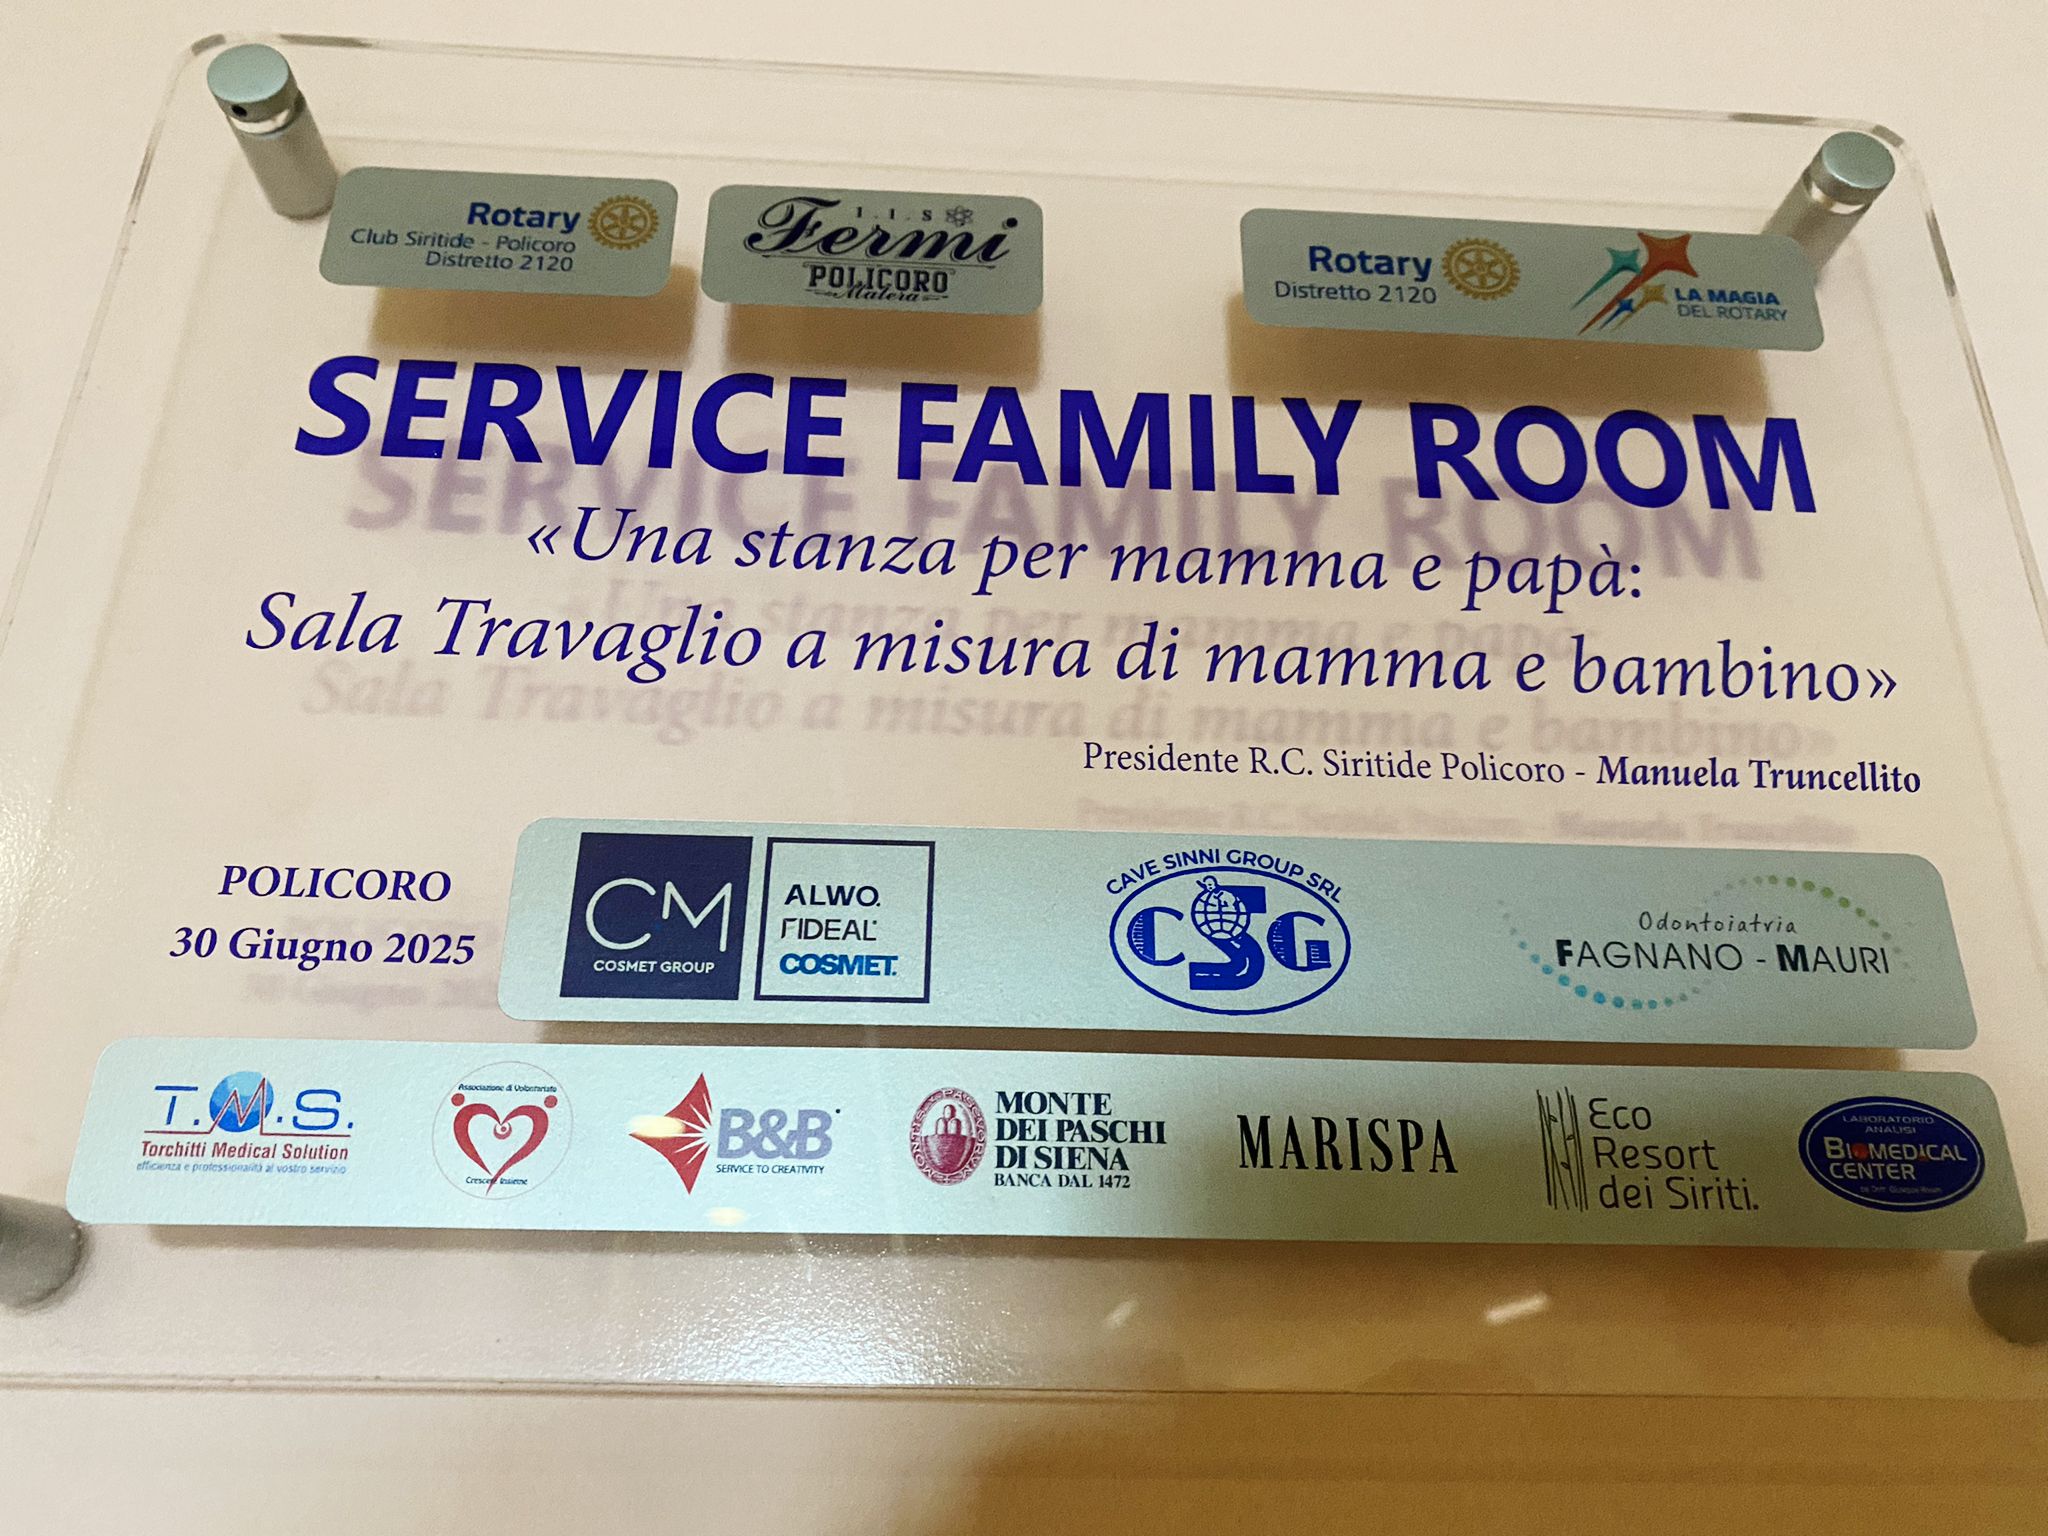 Rotary
Club Siritide - Policoro
Distretto 2120
I.I.S
Fermi
POLICORO
Matera
Rotary
Distretto 2120
LA MAGIA
DEL ROTARY
SERVICE FAMILY ROOM
«Una stanza per mamma e papà:
Sala Travaglio a misura di mamma e bambino»
Presidente R.C. Siritide Policoro - Manuela Truncellito
POLICORO
30 Giugno 2025
CM
COSMET GROUP
ALWO.
FIDEAL
COSMET.
CAVE SINNI GROUP SRL
CSG
Odontoiatria
FAGNANO - MAURI
T.M.S.
Torchitti Medical Solution
efficienza e professionalità al vostro servizio
Associazione di Volontariato
Crescere Insieme
B&B
SERVICE TO CREATIVITY
MONTE
DEI PASCHI
DI SIENA
BANCA DAL 1472
MARISPA
Eco
Resort
dei Siriti.
LABORATORIO
ANALISI
BIOMEDICAL
CENTER